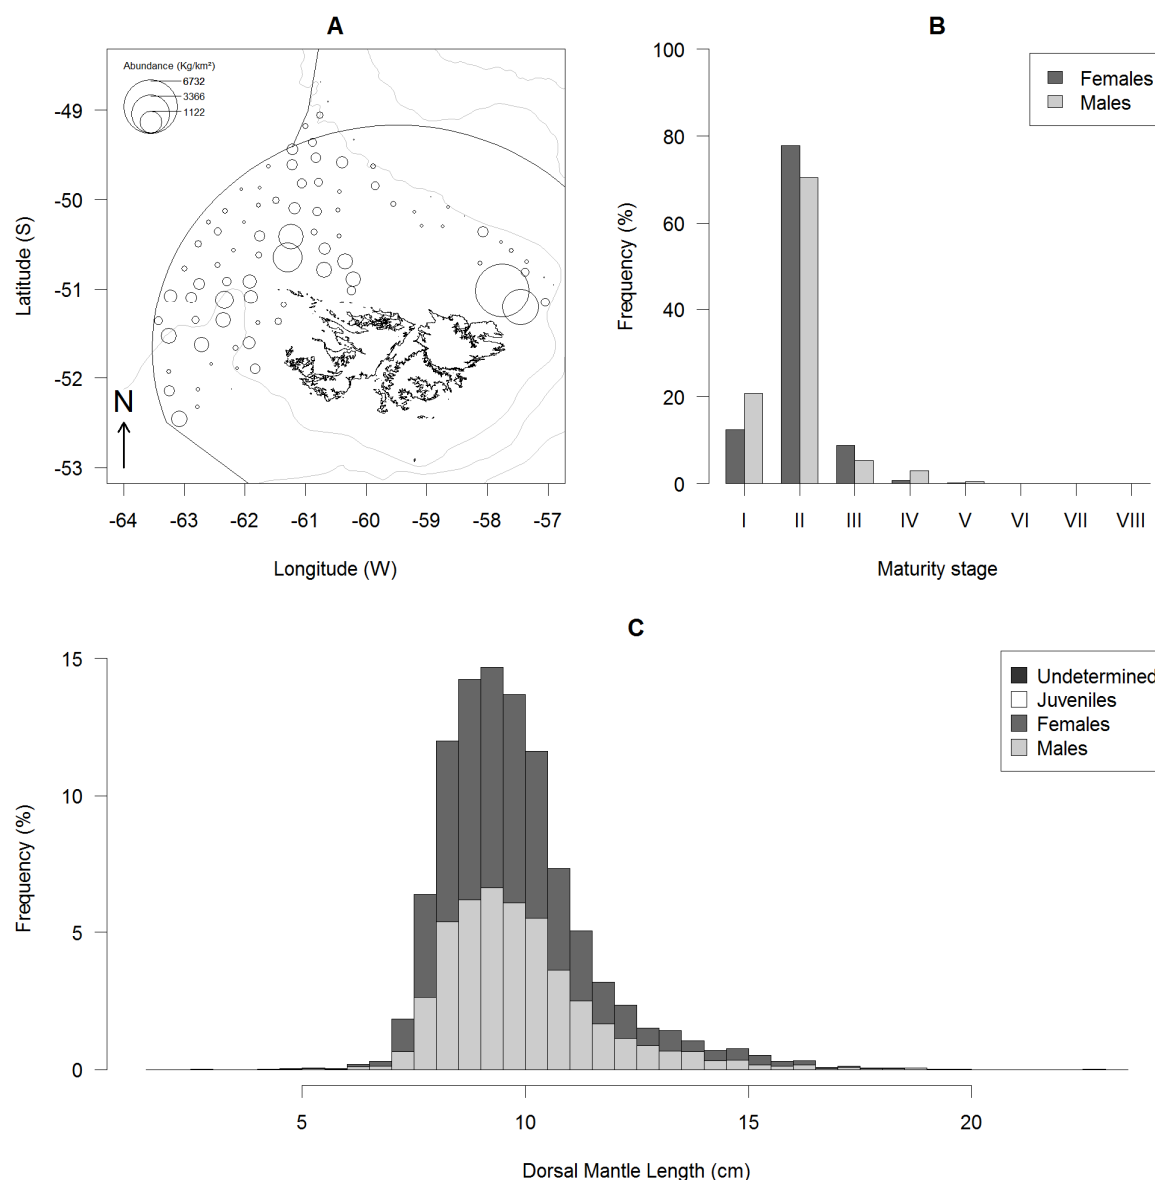 A
Abundance (Kg/km²)
6732
3366
1122
-49
-50
-51
-52
-53
Latitude (S)
N
-64 -63 -62 -61 -60 -59 -58 -57
Longitude (W)
B
100
80
60
40
20
0
Frequency (%)
Females
Males
I II III IV V VI VII VIII
Maturity stage
C
15
10
5
0
Frequency (%)
Undetermined
Juveniles
Females
Males
5 10 15 20
Dorsal Mantle Length (cm)